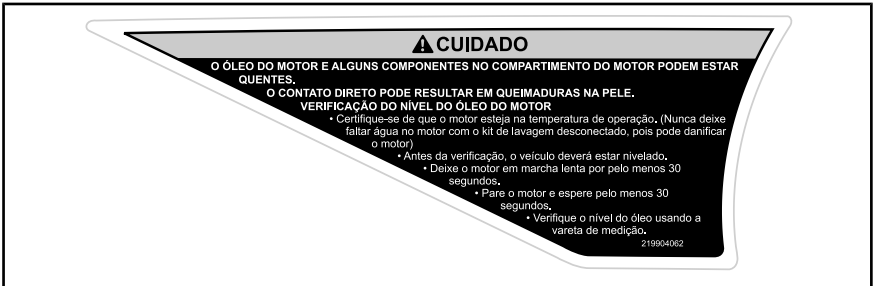 CUIDADO
O ÓLEO DO MOTOR E ALGUNS COMPONENTES NO COMPARTIMENTO DO MOTOR PODEM ESTAR
QUENTES.
O CONTATO DIRETO PODE RESULTAR EM QUEIMADURAS NA PELE.
VERIFICAÇÃO DO NÍVEL DO ÓLEO DO MOTOR
• Certifique-se de que o motor esteja na temperatura de operação. (Nunca deixe
faltar água no motor com o kit de lavagem desconectado, pois pode danificar
o motor)
• Antes da verificação, o veículo deverá estar nivelado.
• Deixe o motor em marcha lenta por pelo menos 30
segundos.
• Pare o motor e espere pelo menos 30
segundos.
• Verifique o nível do óleo usando a
vareta de medição.
219904062